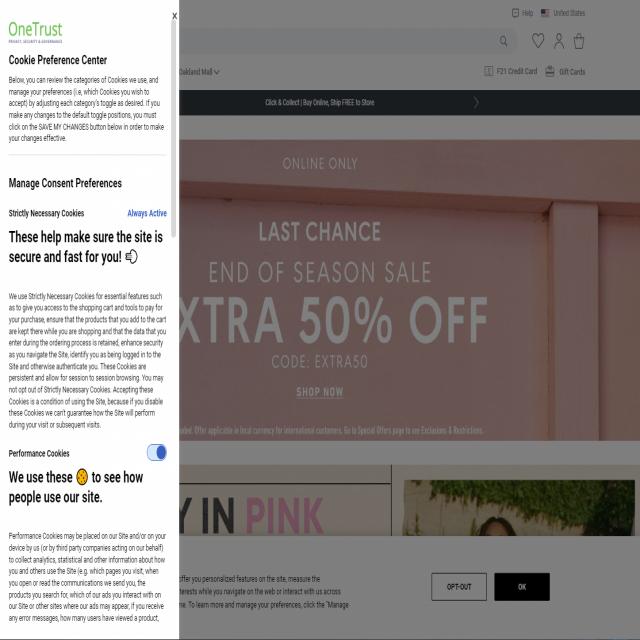 x
OneTrust
PRIVACY, SECURITY & GOVERNANCE
Cookie Preference Center
Below, you can review the categories of Cookies we use, and
manage your preferences (i.e, which Cookies you wish to
accept) by adjusting each category's toggle as desired. If you
make any changes to the default toggle positions, you must
click on the SAVE MY CHANGES button below in order to make
your changes effective.
Manage Consent Preferences
Strictly Necessary Cookies
Always Active
These help make sure the site is
secure and fast for you!
We use Strictly Necessary Cookies for essential features such
as to give you access to the shopping cart and tools to pay for
your purchase, ensure that the products that you add to the cart
are kept there while you are shopping and that the data that you
enter during the ordering process is retained, enhance security
as you navigate the Site, identify you as being logged in to the
Site and otherwise authenticate you. These Cookies are
persistent and allow for session to session browsing. You may
not opt out of Strictly Necessary Cookies. Accepting these
Cookies is a condition of using the Site, because if you disable
these Cookies we can't guarantee how the Site will perform
during your visit or subsequent visits.
Performance Cookies
We use these 🍪 to see how
people use our site.
Performance Cookies may be placed on our Site and/or on your
device by us (or by third party companies acting on our behalf)
to collect analytics, statistical and other information about how
you and others use the Site (e.g. which pages you visit, when
you open or read the communications we send you, the
products you search for, which of our ads you interact with on
our Site or other sites where our ads may appear, if you receive
any error messages, how many users have viewed a product,
Help
United States
Oakland Mall
F21 Credit Card
Gift Cards
Click & Collect | Buy Online, Ship FREE to Store
ONLINE ONLY
LAST CHANCE
END OF SEASON SALE
XTRA 50% OFF
CODE: EXTRA50
SHOP NOW
uded. Offer applicable in local currency for international customers. Go to Special Offers page to see Exclusions & Restrictions.
Y IN PINK
offer you personalized features on the site, measure the
terests while you navigate on the web or interact with us across
ne. To learn more and manage your preferences, click the "Manage
OPT-OUT
OK